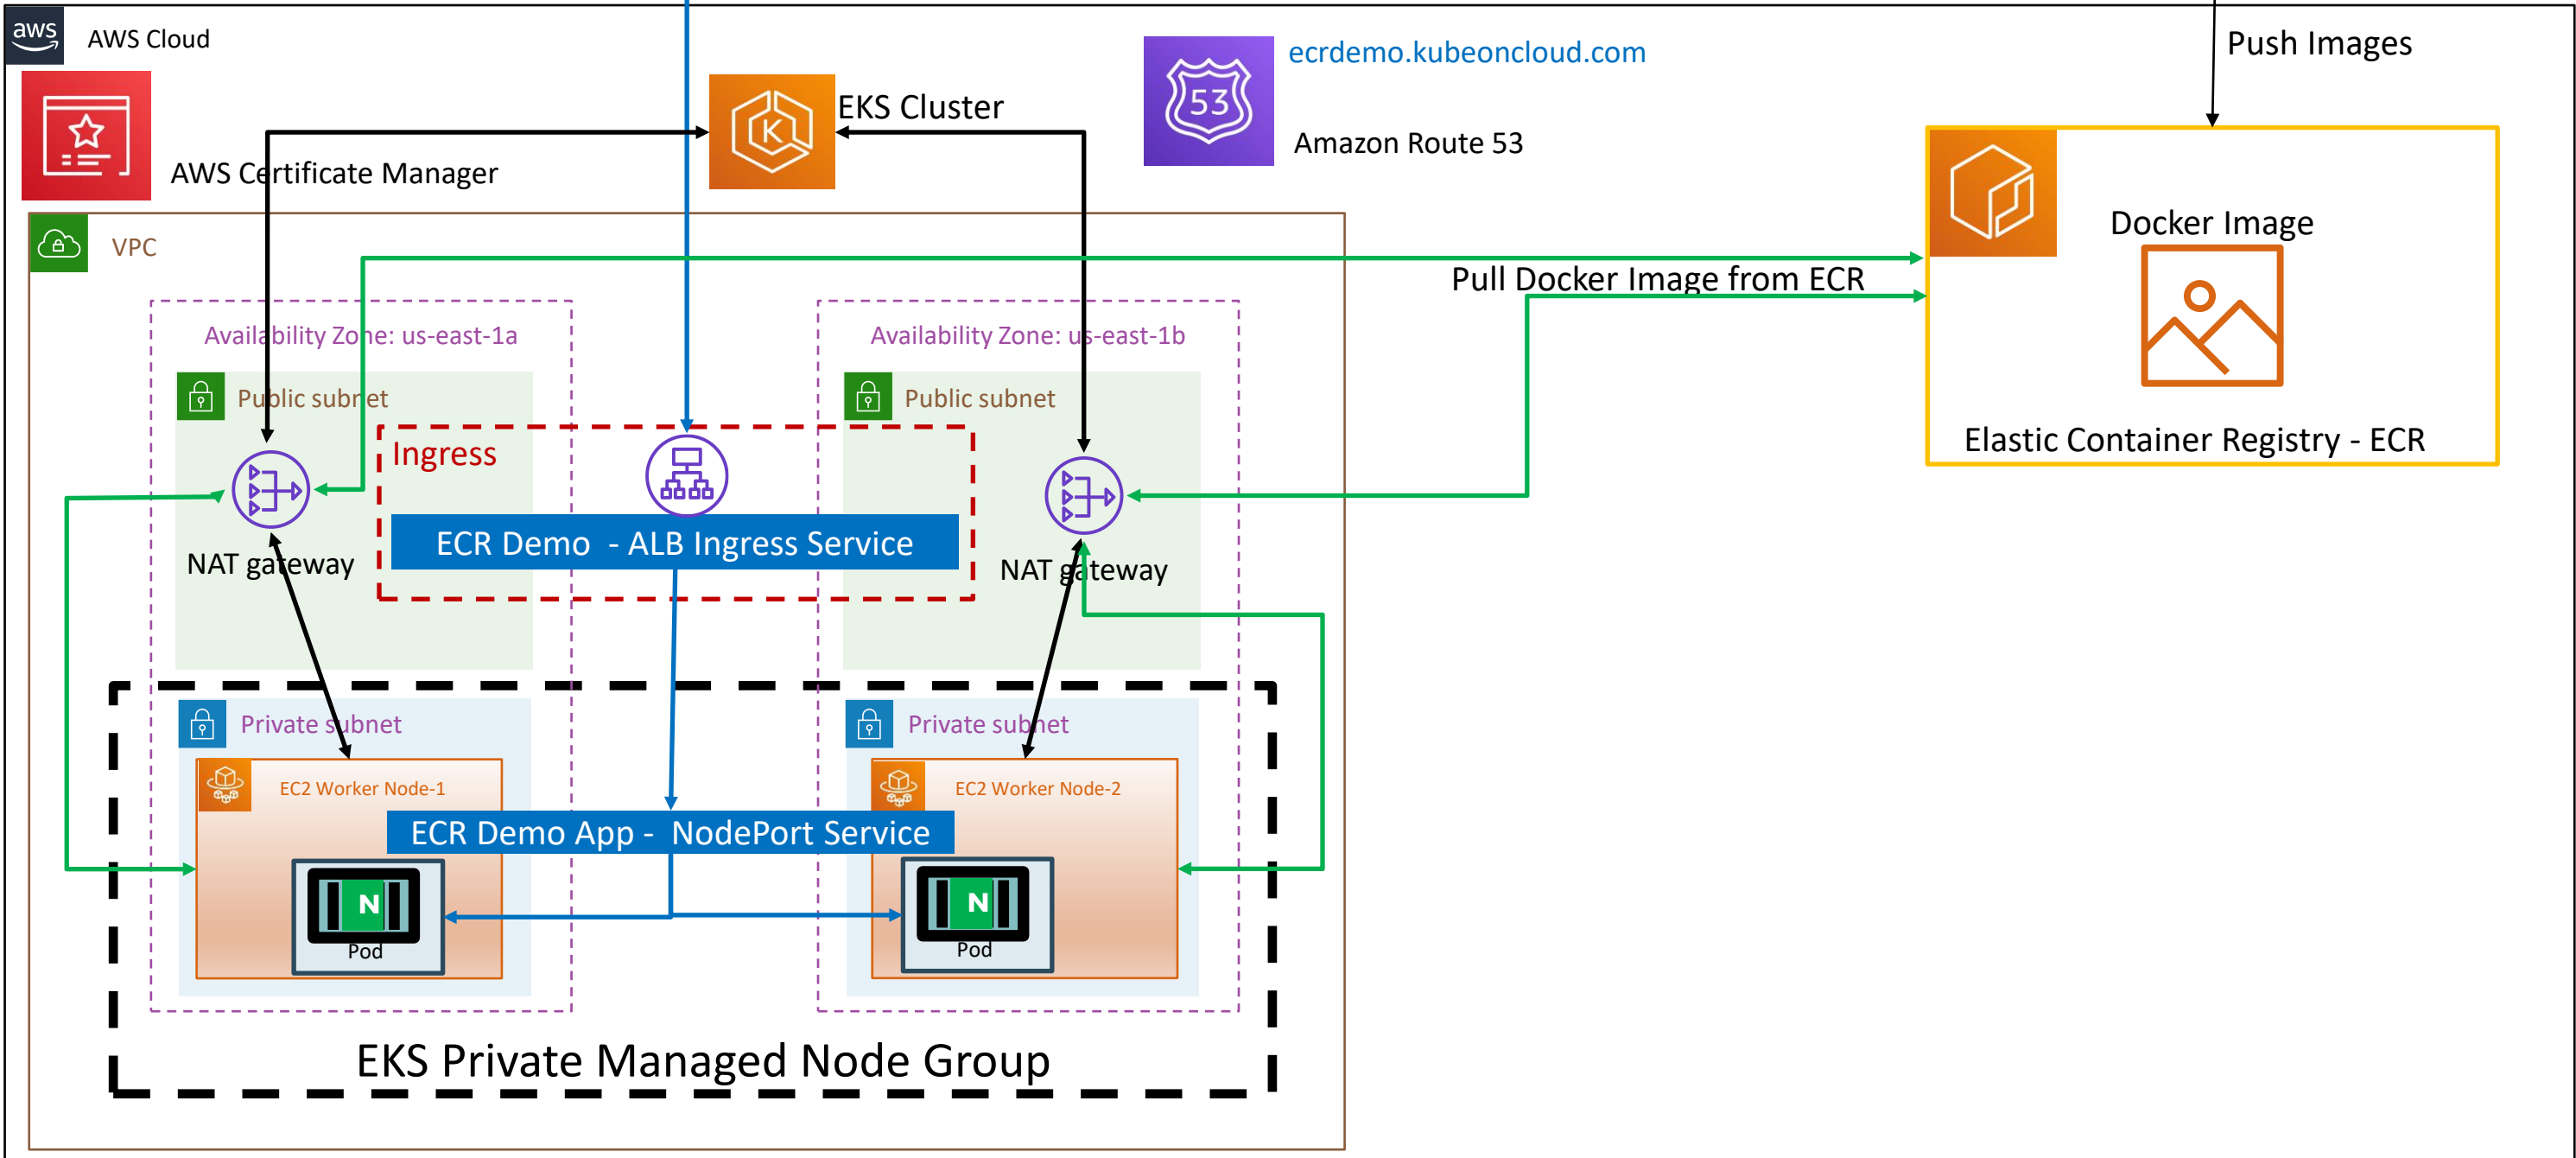 aws
AWS Cloud
ecrdemo.kubeoncloud.com
Push Images
EKS Cluster
K
53
Amazon Route 53
AWS Certificate Manager
Docker Image
VPC
Pull Docker Image from ECR
Availability Zone: us-east-1a
Availability Zone: us-east-1b
Public subnet
Public subnet
Elastic Container Registry - ECR
Ingress
ECR Demo - ALB Ingress Service
NAT gateway
NAT gateway
Private subnet
Private subnet
EC2 Worker Node-1
EC2 Worker Node-2
ECR Demo App - NodePort Service
N
N
Pod
Pod
EKS Private Managed Node Group